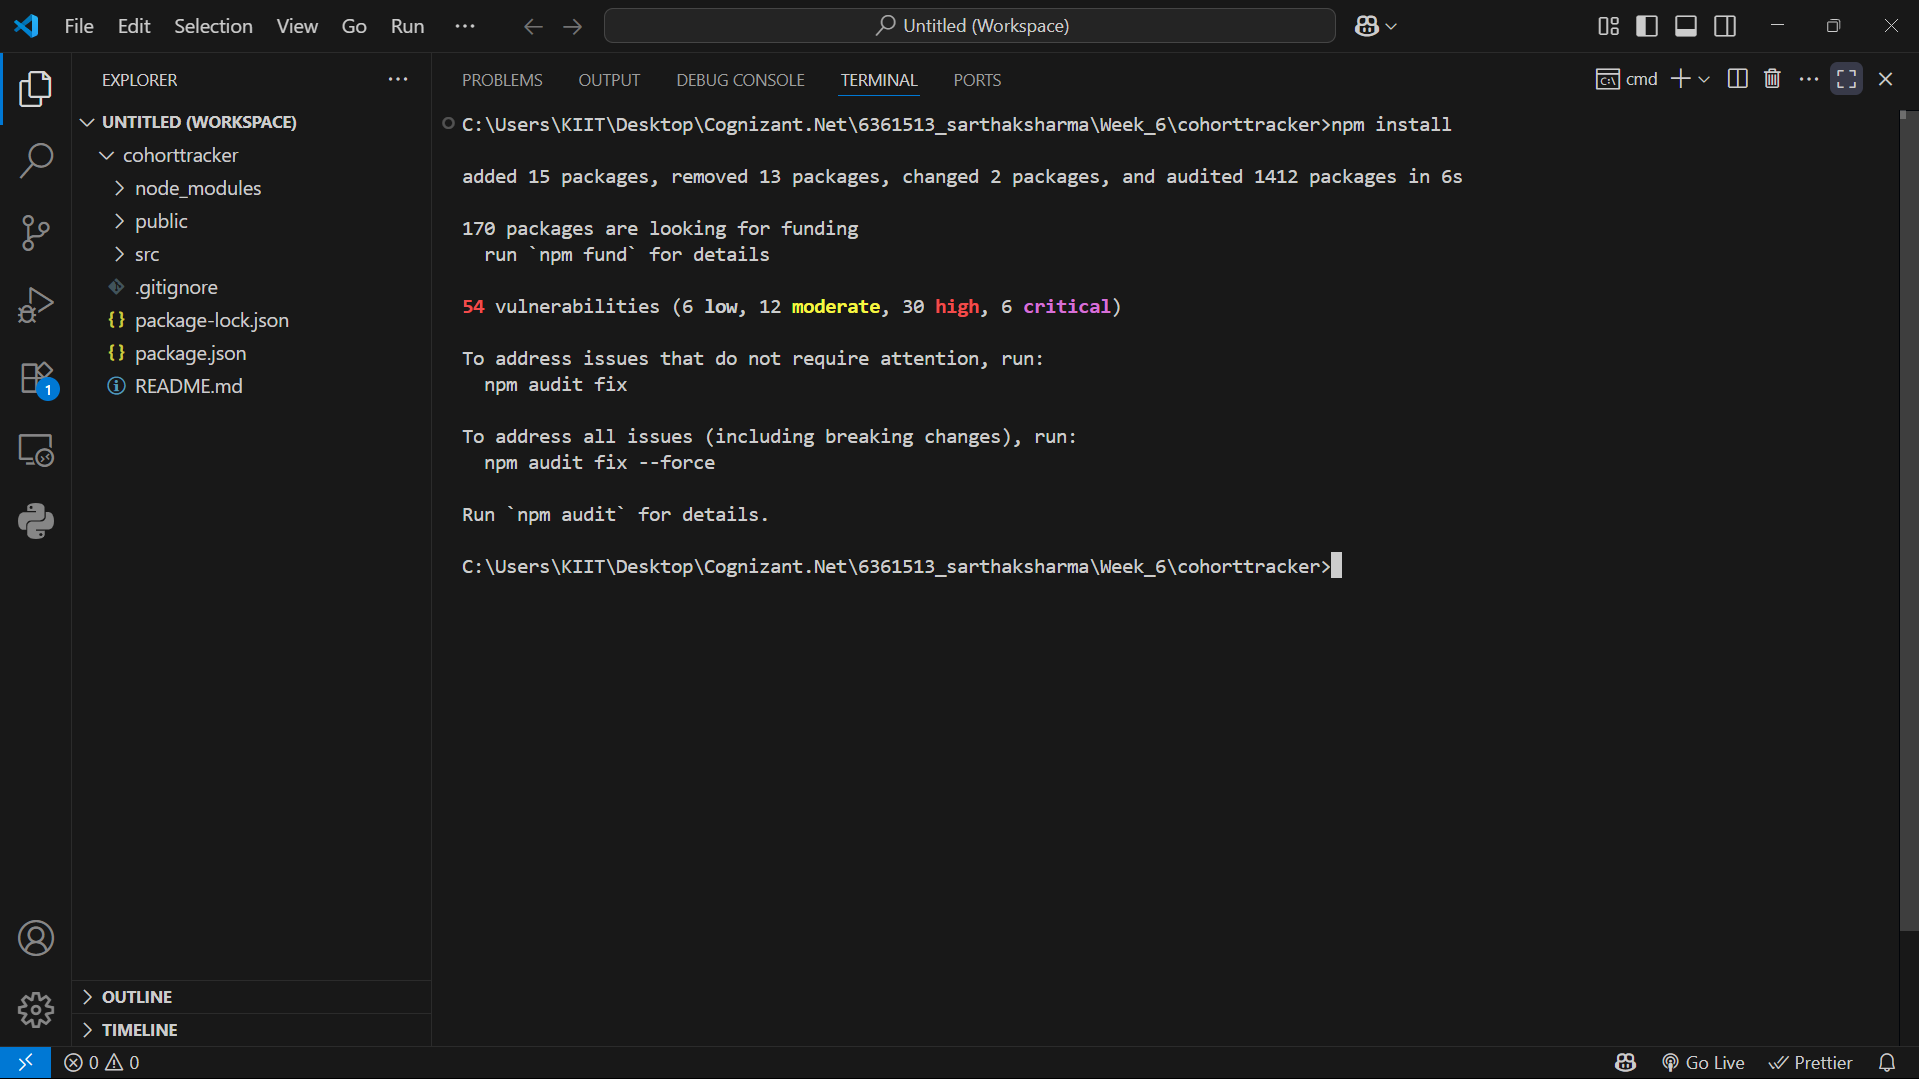 File Edit Selection View Go Run ··· Untitled (Workspace)
EXPLORER ···
UNTITLED (WORKSPACE)
cohorttracker
node_modules
public
src
.gitignore
{} package-lock.json
{} package.json
README.md
1
OUTLINE
TIMELINE
PROBLEMS OUTPUT DEBUG CONSOLE TERMINAL PORTS cmd
C:\Users\KIIT\Desktop\Cognizant.Net\6361513_sarthaksharma\Week_6\cohorttracker>npm install
added 15 packages, removed 13 packages, changed 2 packages, and audited 1412 packages in 6s
170 packages are looking for funding
run `npm fund` for details
54 vulnerabilities (6 low, 12 moderate, 30 high, 6 critical)
To address issues that do not require attention, run:
npm audit fix
To address all issues (including breaking changes), run:
npm audit fix --force
Run `npm audit` for details.
C:\Users\KIIT\Desktop\Cognizant.Net\6361513_sarthaksharma\Week_6\cohorttracker>
0 0 Go Live Prettier